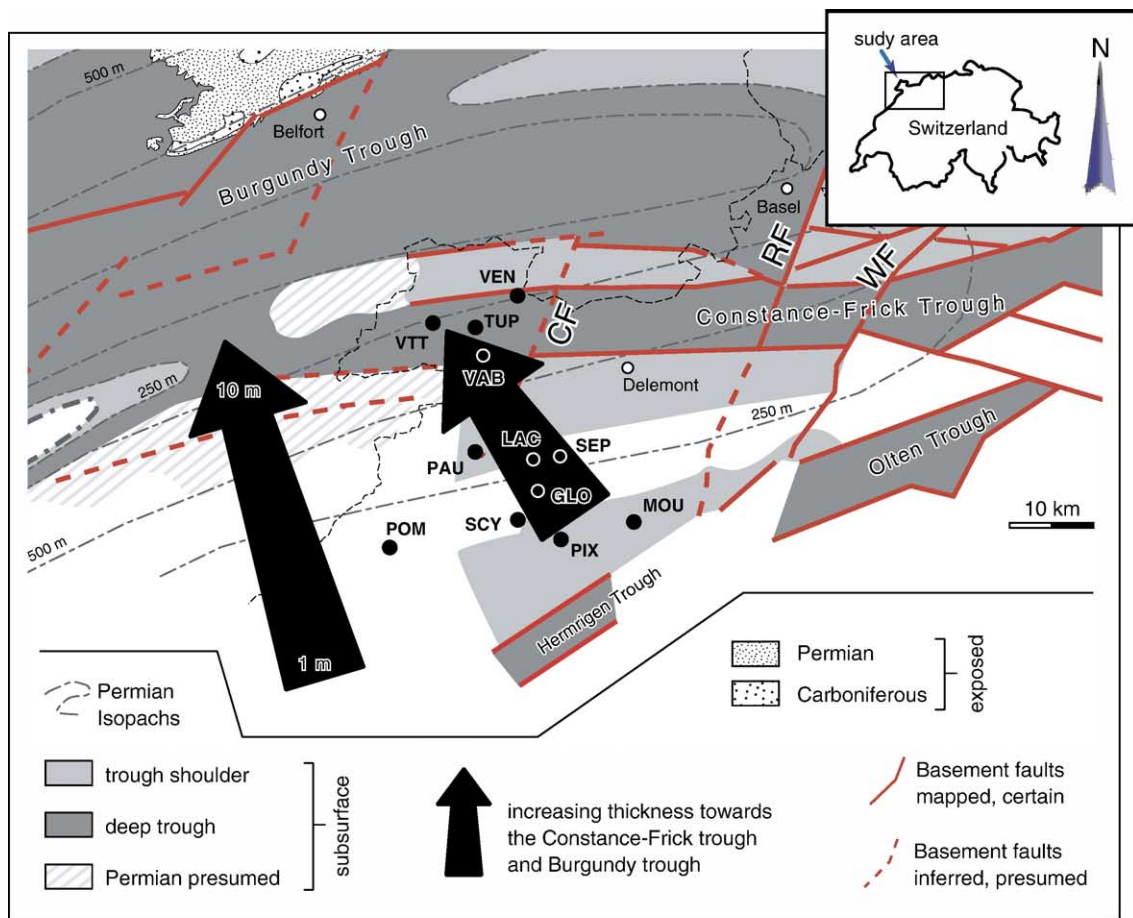 sudy area
N
Switzerland
500 m
Belfort
Burgundy Trough
Basel
RF
WF
VEN
CF
Constance-Frick Trough
TUP
VTT
VAB
Delemont
10 m
250 m
250 m
LAC
SEP
PAU
GLO
Olten Trough
MOU
SCY
10 km
POM
PIX
500 m
Hermrigen Trough
1 m
Permian
Isopachs
Permian
Carboniferous
exposed
trough shoulder
deep trough
Permian presumed
subsurface
increasing thickness towards
the Constance-Frick trough
and Burgundy trough
Basement faults
mapped, certain
Basement faults
inferred, presumed